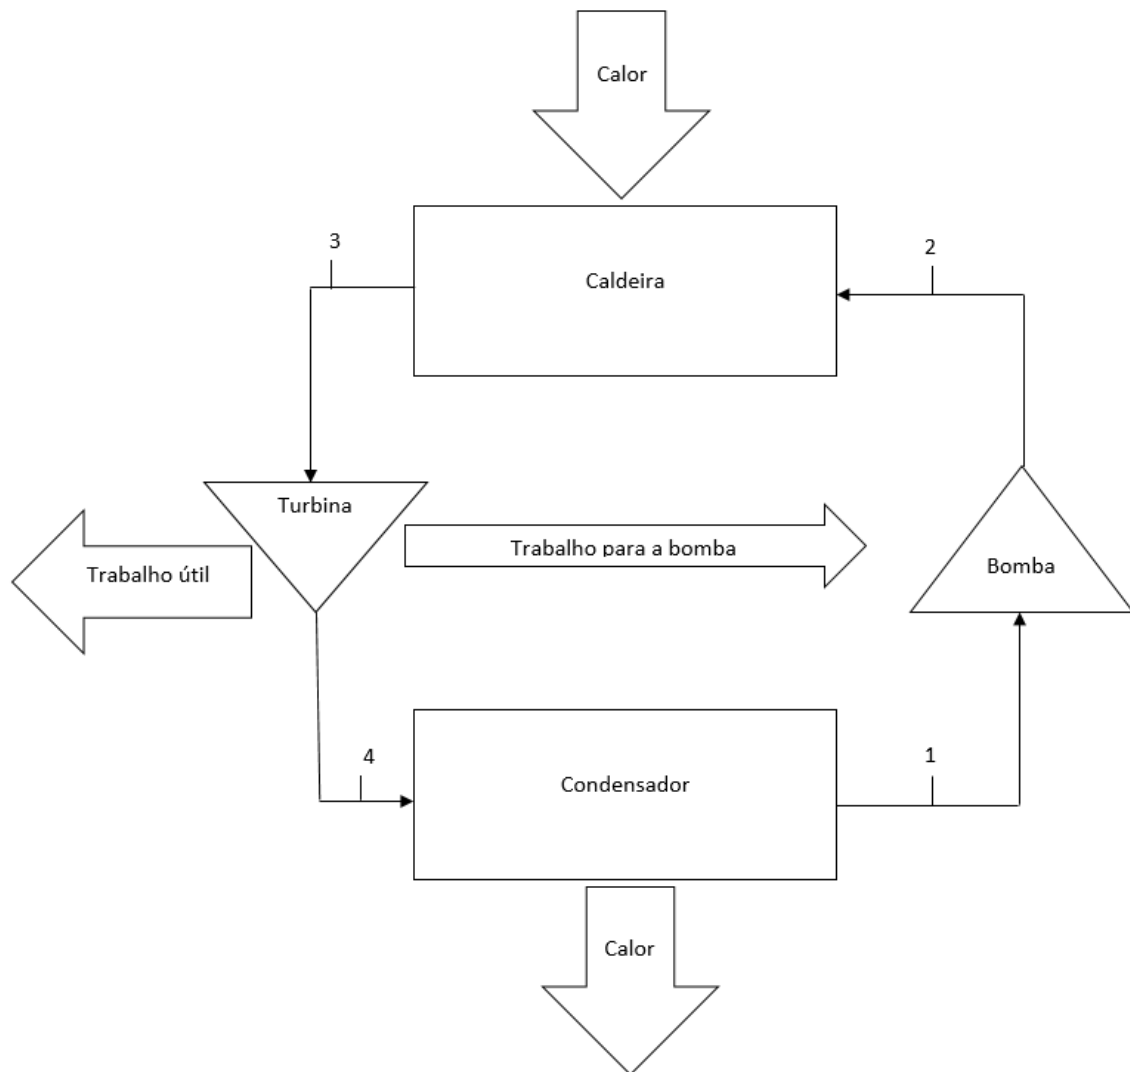 Calor
3
2
Caldeira
Turbina
Trabalho para a bomba
Trabalho útil
Bomba
4
1
Condensador
Calor